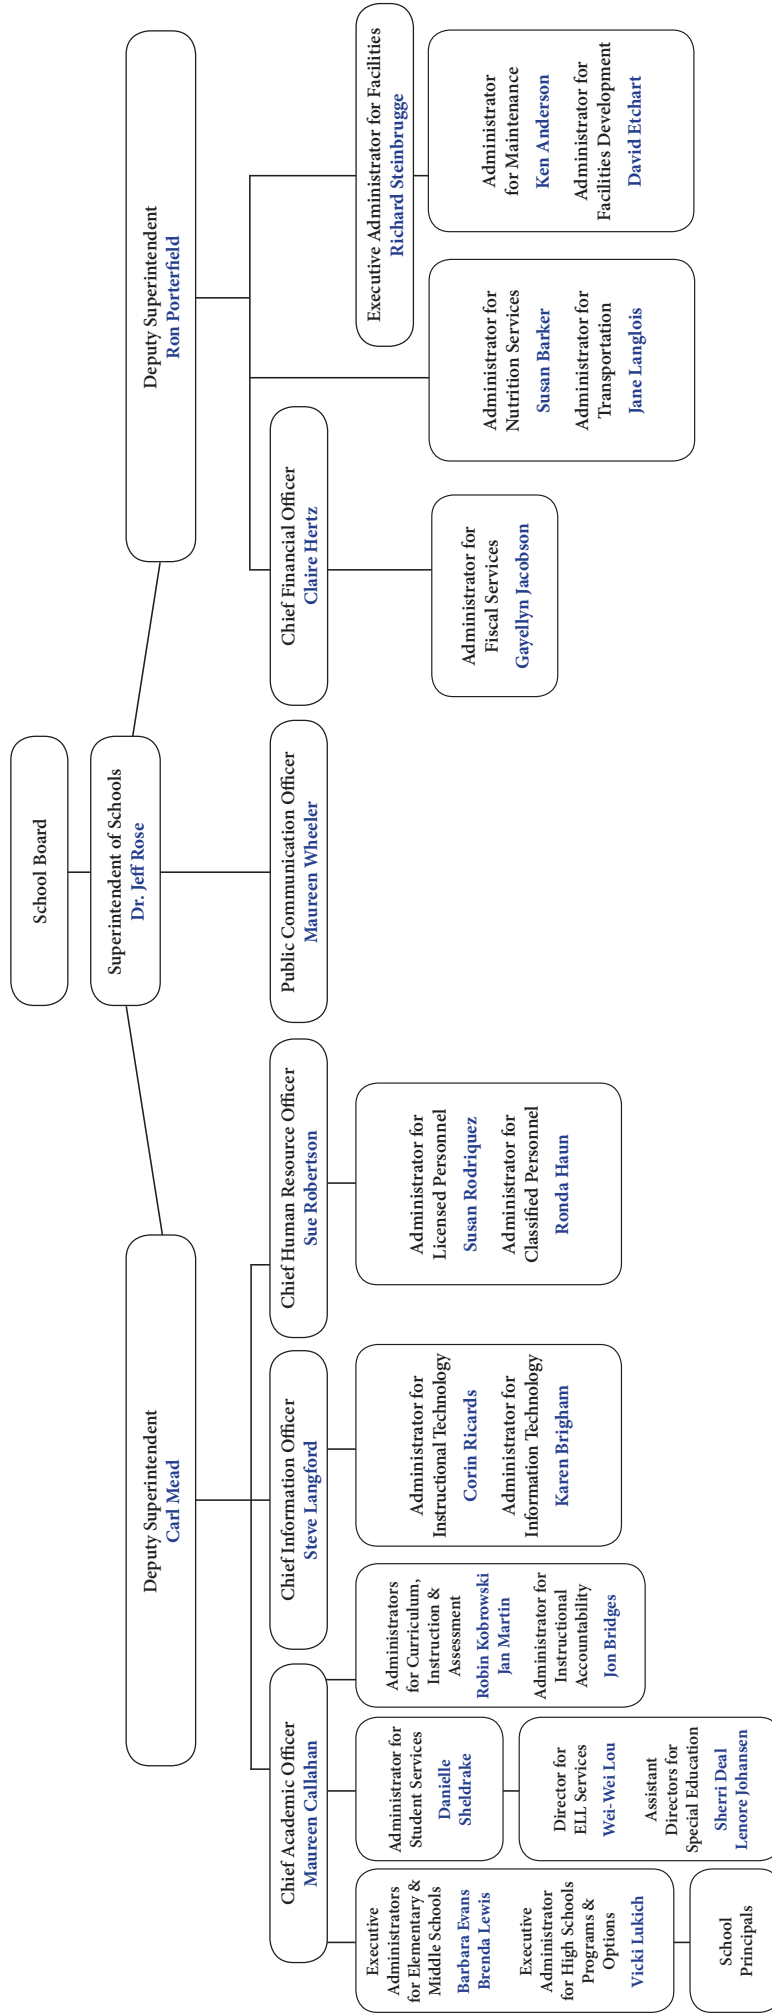 School Board
Superintendent of Schools
Dr. Jeff Rose
Deputy Superintendent
Carl Mead
Deputy Superintendent
Ron Porterfield
Chief Academic Officer
Maureen Callahan
Chief Information Officer
Steve Langford
Chief Human Resource Officer
Sue Robertson
Public Communication Officer
Maureen Wheeler
Chief Financial Officer
Claire Hertz
Executive Administrator for Facilities
Richard Steinbrugge
Executive
Administrators
for Elementary &
Middle Schools
Barbara Evans
Brenda Lewis
Executive
Administrator
for High Schools
Programs &
Options
Vicki Lukich
School
Principals
Administrator for
Student Services
Danielle
Sheldrake
Director for
ELL Services
Wei-Wei Lou
Assistant
Directors for
Special Education
Sherri Deal
Lenore Johansen
Administrators
for Curriculum,
Instruction &
Assessment
Robin Kobrowski
Jan Martin
Administrator for
Instructional
Accountability
Jon Bridges
Administrator for
Instructional Technology
Corin Ricards
Administrator for
Information Technology
Karen Brigham
Administrator for
Licensed Personnel
Susan Rodriquez
Administrator for
Classified Personnel
Ronda Haun
Administrator for
Fiscal Services
Gayellyn Jacobson
Administrator for
Nutrition Services
Susan Barker
Administrator for
Transportation
Jane Langlois
Administrator
for Maintenance
Ken Anderson
Administrator for
Facilities Development
David Etchart